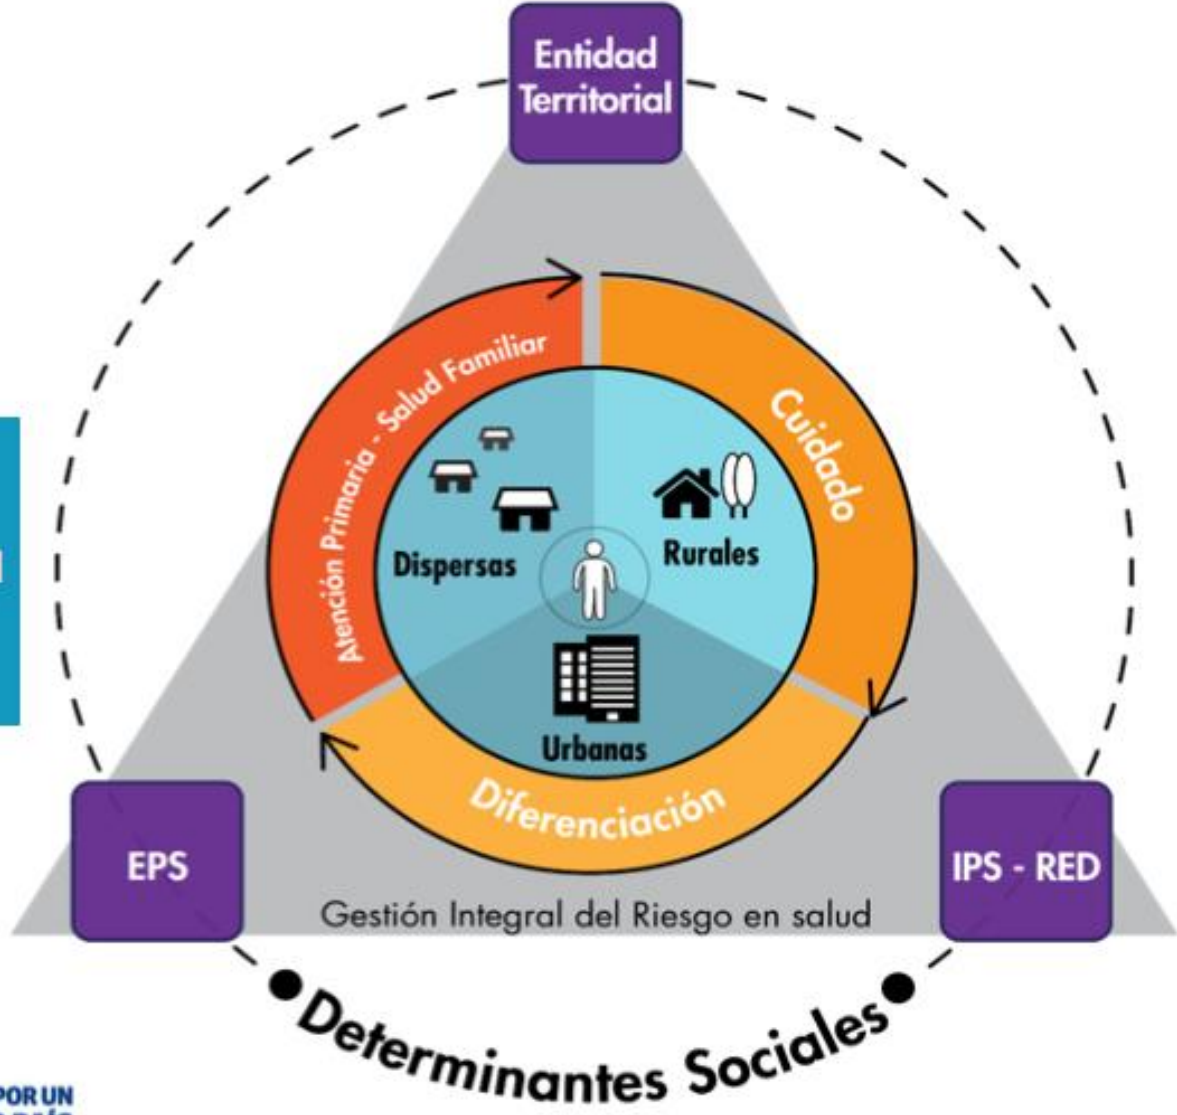 Entidad
Territorial
Atención Primaria - Salud Familiar
Cuidado
Dispersas
Rurales
Urbanas
Diferenciación
EPS
IPS - RED
Gestión Integral del Riesgo en salud
Determinantes Sociales
POR UN